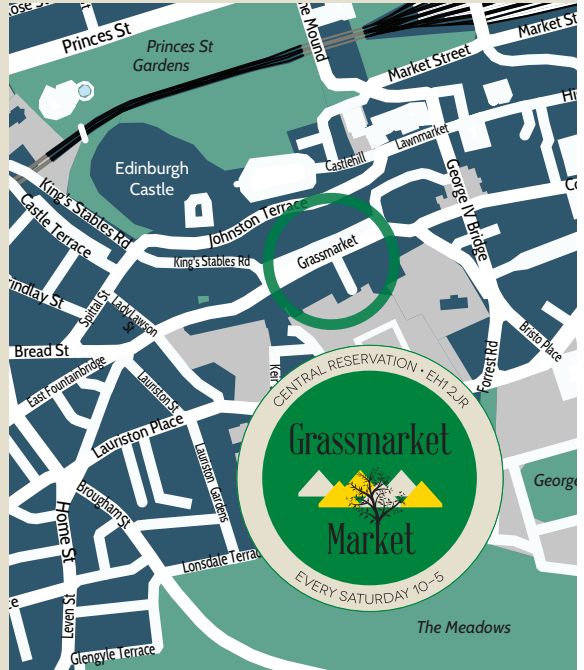 Princes St
Princes St
Gardens
The Mound
Market Street
Market St
Edinburgh
Castle
Castlehill
Lawnmarket
King's Stables Rd
Castle Terrace
Johnston Terrace
George IV Bridge
Grassmarket
King's Stables Rd
Spittal St
Lady Lawson
St
Bread St
East Fountainbridge
Lauriston St
Lauriston Place
Lauriston Gardens
Forrest Rd
Bristo Place
Home St
Brougham St
Lonsdale Terrac
Leven St
Glengyle Terrace
George
The Meadows
CENTRAL RESERVATION • EH1 2JR
Grassmarket
Market
EVERY SATURDAY 10–5